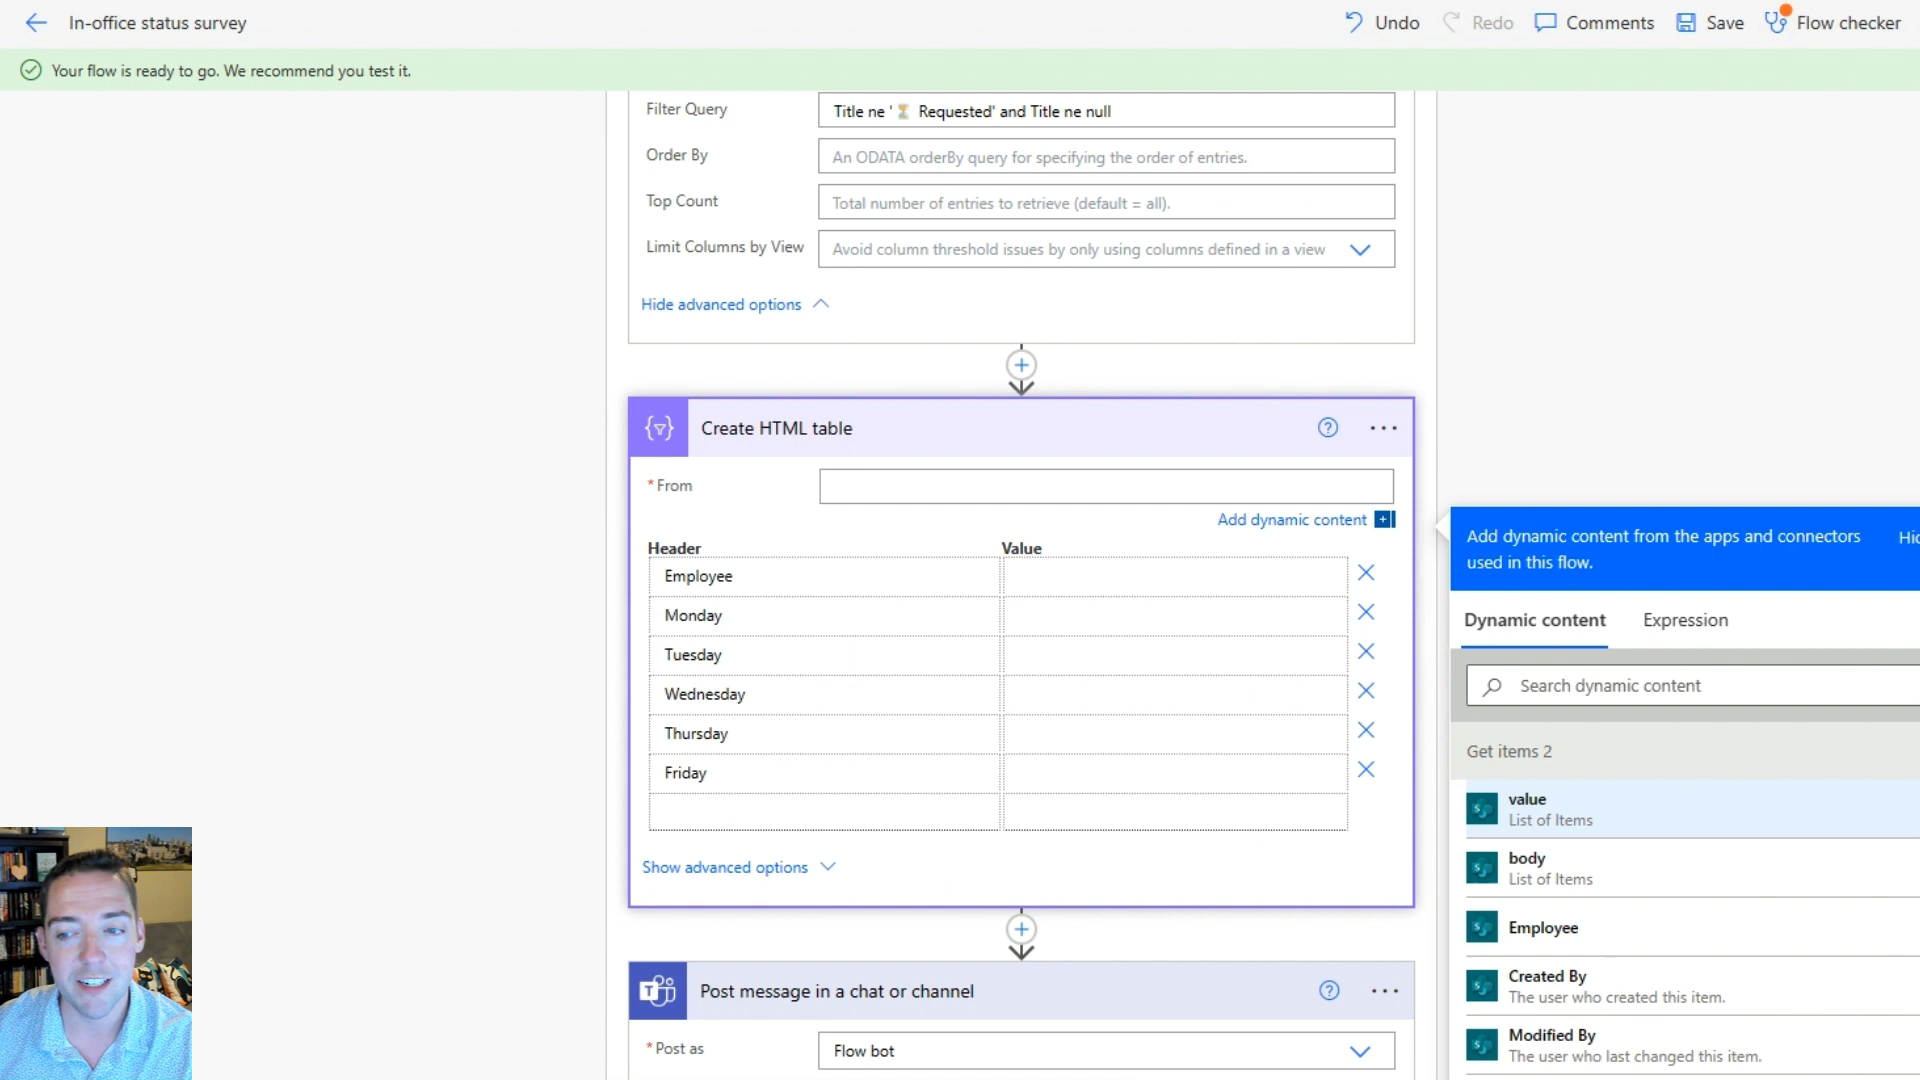 In-office status survey
Undo
Redo
Comments
Save
Flow checker
Your flow is ready to go. We recommend you test it.
Filter Query
Title ne '⏳ Requested' and Title ne null
Order By
An ODATA orderBy query for specifying the order of entries.
Top Count
Total number of entries to retrieve (default = all).
Limit Columns by View
Avoid column threshold issues by only using columns defined in a view
Hide advanced options
Create HTML table
* From
Add dynamic content
Header
Value
Employee
Monday
Tuesday
Wednesday
Thursday
Friday
Show advanced options
Post message in a chat or channel
* Post as
Flow bot
Add dynamic content from the apps and connectors
used in this flow.
Hid
Dynamic content
Expression
Search dynamic content
Get items 2
value
List of Items
body
List of Items
Employee
Created By
The user who created this item.
Modified By
The user who last changed this item.